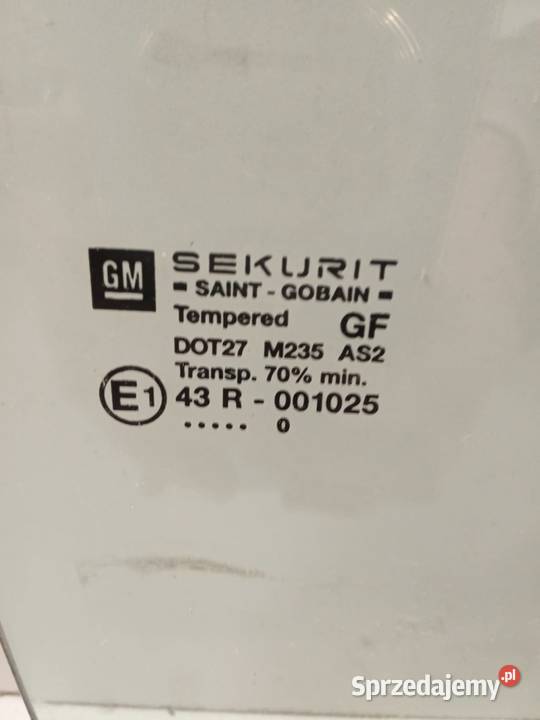 GM
SEKURIT
SAINT - GOBAIN
Tempered GF
DOT27 M235 AS2
Transp. 70% min.
E1 43 R - 001025
..... 0
Sprzedajemy.pl